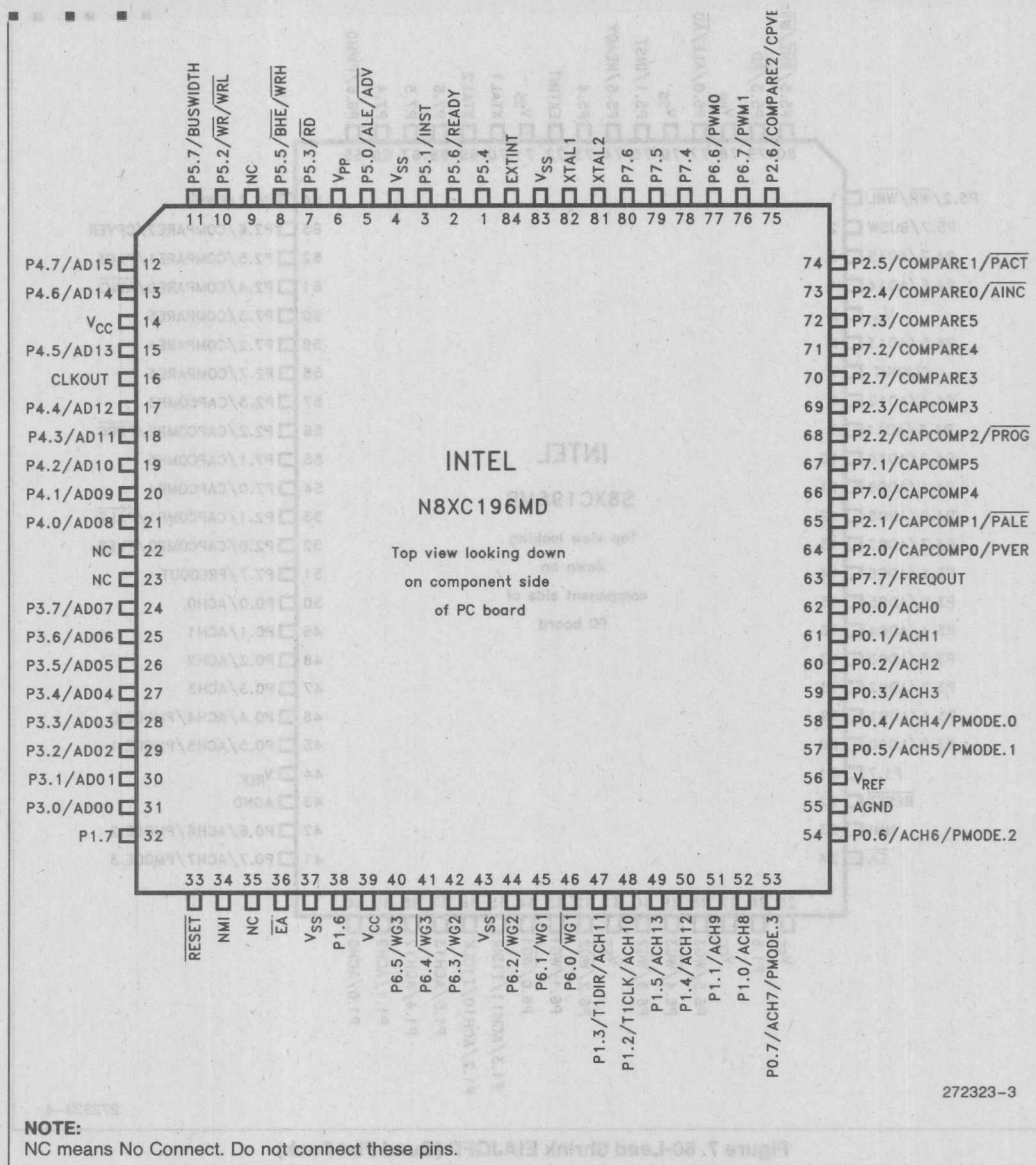 P5.7/BUSWIDTH
P5.2/WR/WRL
NC
P5.5/BHE/WRH
P5.3/RD
VPP
P5.0/ALE/ADV
VSS
P5.1/INST
P5.6/READY
P5.4
EXTINT
VSS
XTAL1
XTAL2
P7.6
P7.5
P7.4
P6.6/PWM0
P6.7/PWM1
P2.6/COMPARE2/CPVE
11 10 9 8 7 6 5 4 3 2 1 84 83 82 81 80 79 78 77 76 75
P4.7/AD15 12
P4.6/AD14 13
VCC 14
P4.5/AD13 15
CLKOUT 16
P4.4/AD12 17
P4.3/AD11 18
P4.2/AD10 19
P4.1/AD09 20
P4.0/AD08 21
NC 22
NC 23
P3.7/AD07 24
P3.6/AD06 25
P3.5/AD05 26
P3.4/AD04 27
P3.3/AD03 28
P3.2/AD02 29
P3.1/AD01 30
P3.0/AD00 31
P1.7 32
INTEL
N8XC196MD
Top view looking down
on component side
of PC board
74 P2.5/COMPARE1/PACT
73 P2.4/COMPARE0/AINC
72 P7.3/COMPARE5
71 P7.2/COMPARE4
70 P2.7/COMPARE3
69 P2.3/CAPCOMP3
68 P2.2/CAPCOMP2/PROG
67 P7.1/CAPCOMP5
66 P7.0/CAPCOMP4
65 P2.1/CAPCOMP1/PALE
64 P2.0/CAPCOMP0/PVER
63 P7.7/FREQOUT
62 P0.0/ACH0
61 P0.1/ACH1
60 P0.2/ACH2
59 P0.3/ACH3
58 P0.4/ACH4/PMODE.0
57 P0.5/ACH5/PMODE.1
56 VREF
55 AGND
54 P0.6/ACH6/PMODE.2
33 34 35 36 37 38 39 40 41 42 43 44 45 46 47 48 49 50 51 52 53
RESET
NMI
NC
EA
VSS
P1.6
VCC
P6.5/WG3
P6.4/WG3
P6.3/WG2
VSS
P6.2/WG2
P6.1/WG1
P6.0/WG1
P1.3/T1DIR/ACH11
P1.2/T1CLK/ACH10
P1.5/ACH13
P1.4/ACH12
P1.1/ACH9
P1.0/ACH8
P0.7/ACH7/PMODE.3
272323-3
NOTE:
NC means No Connect. Do not connect these pins.